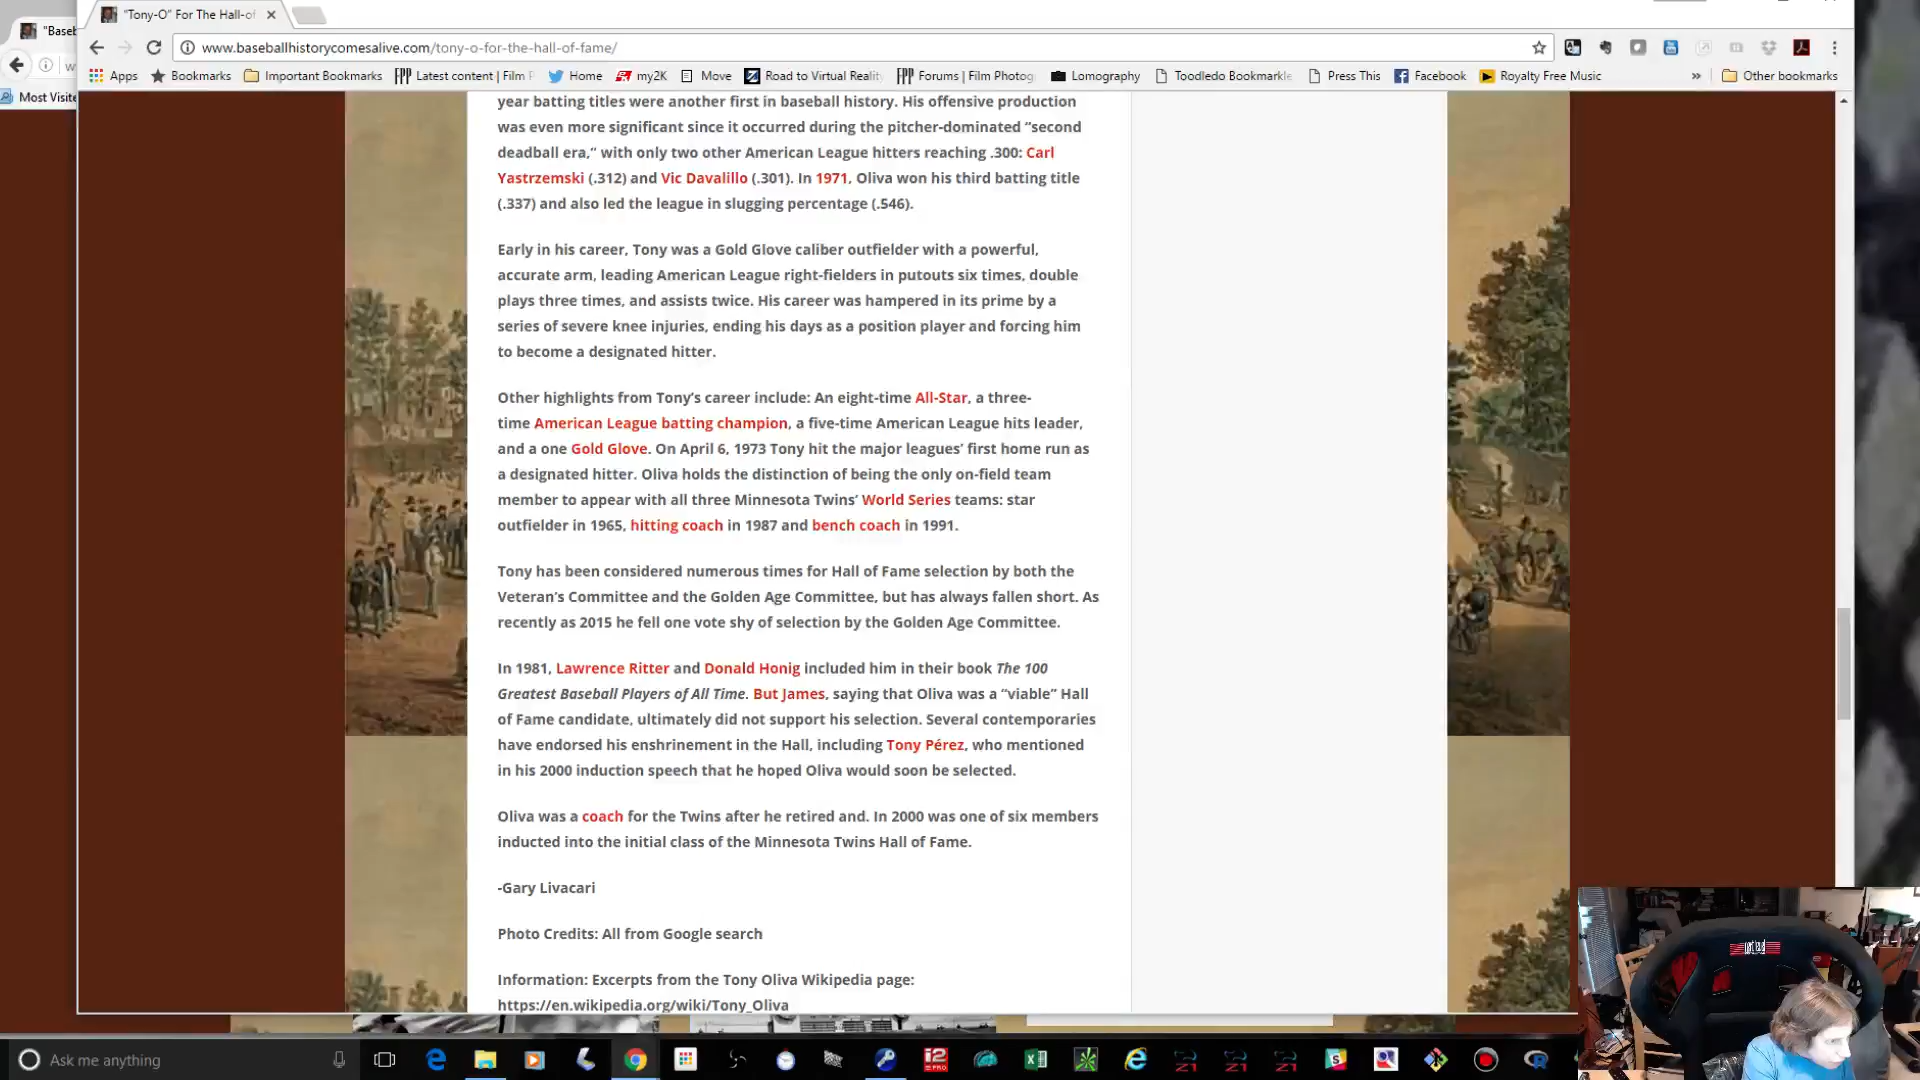 "Base
"Tony-O" For The Hall-of
www.baseballhistorycomesalive.com/tony-o-for-the-hall-of-fame/
Apps
Bookmarks
Important Bookmarks
Latest content | Film P
Home
my2K
Move
Road to Virtual Reality
Forums | Film Photog
Lomography
Toodledo Bookmarkle
Press This
Facebook
Royalty Free Music
»
Other bookmarks
Most Visite
year batting titles were another first in baseball history. His offensive production
was even more significant since it occurred during the pitcher-dominated “second
deadball era,“ with only two other American League hitters reaching .300: Carl
Yastrzemski (.312) and Vic Davalillo (.301). In 1971, Oliva won his third batting title
(.337) and also led the league in slugging percentage (.546).
Early in his career, Tony was a Gold Glove caliber outfielder with a powerful,
accurate arm, leading American League right-fielders in putouts six times, double
plays three times, and assists twice. His career was hampered in its prime by a
series of severe knee injuries, ending his days as a position player and forcing him
to become a designated hitter.
Other highlights from Tony’s career include: An eight-time All-Star, a three-
time American League batting champion, a five-time American League hits leader,
and a one Gold Glove. On April 6, 1973 Tony hit the major leagues’ first home run as
a designated hitter. Oliva holds the distinction of being the only on-field team
member to appear with all three Minnesota Twins’ World Series teams: star
outfielder in 1965, hitting coach in 1987 and bench coach in 1991.
Tony has been considered numerous times for Hall of Fame selection by both the
Veteran’s Committee and the Golden Age Committee, but has always fallen short. As
recently as 2015 he fell one vote shy of selection by the Golden Age Committee.
In 1981, Lawrence Ritter and Donald Honig included him in their book The 100
Greatest Baseball Players of All Time. But James, saying that Oliva was a “viable” Hall
of Fame candidate, ultimately did not support his selection. Several contemporaries
have endorsed his enshrinement in the Hall, including Tony Pérez, who mentioned
in his 2000 induction speech that he hoped Oliva would soon be selected.
Oliva was a coach for the Twins after he retired and. In 2000 was one of six members
inducted into the initial class of the Minnesota Twins Hall of Fame.
-Gary Livacari
Photo Credits: All from Google search
Information: Excerpts from the Tony Oliva Wikipedia page:
https://en.wikipedia.org/wiki/Tony_Oliva
Ask me anything